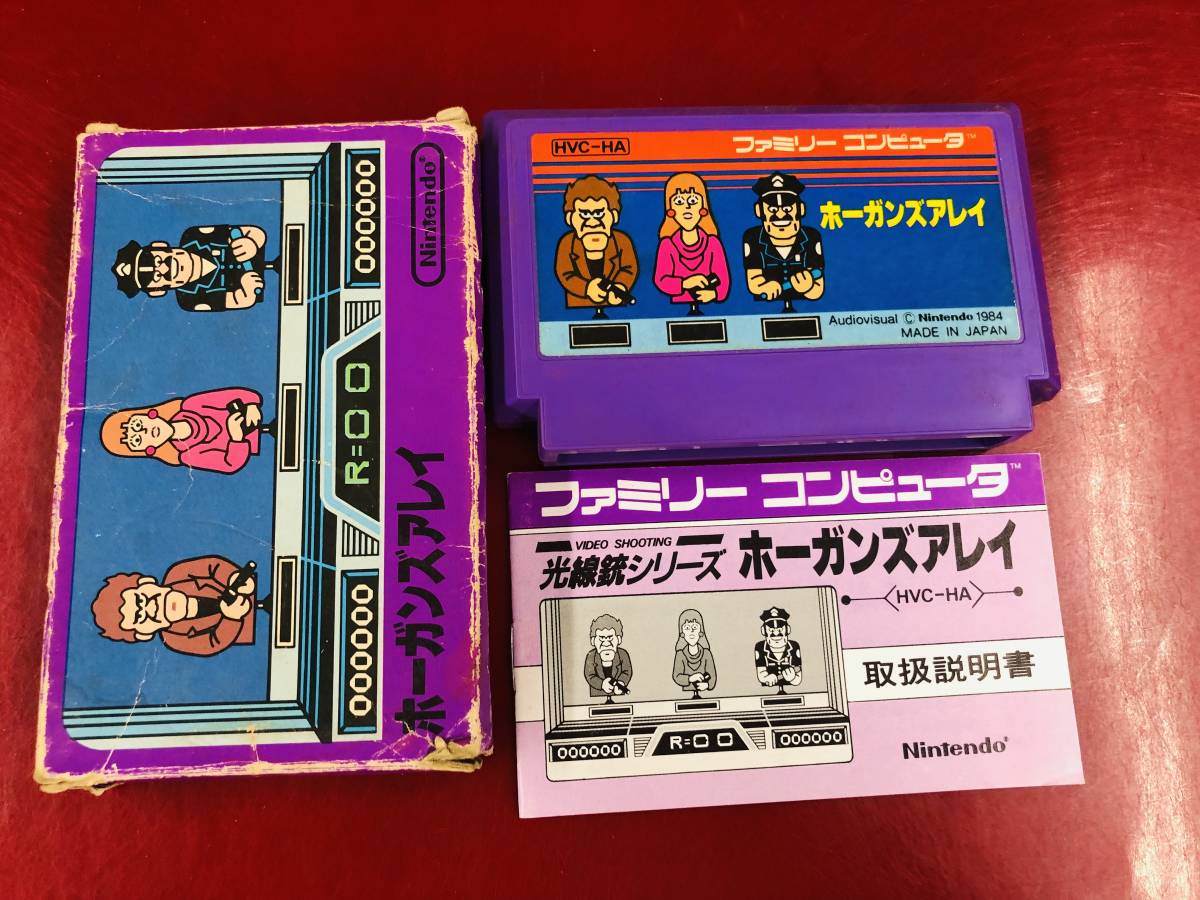 Nintendo®
000000
R=00
000000
ホーガンズアレイ
HVC-HA
ファミリー コンピュータ™
ホーガンズアレイ
Audiovisual © Nintendo 1984
MADE IN JAPAN
ファミリー コンピュータ™
VIDEO SHOOTING
光線銃シリーズ ホーガンズアレイ
HVC-HA
取扱説明書
000000
R=00
000000
Nintendo®